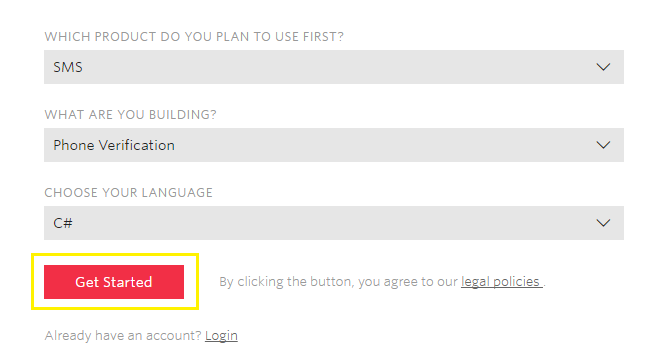 WHICH PRODUCT DO YOU PLAN TO USE FIRST?
SMS
WHAT ARE YOU BUILDING?
Phone Verification
CHOOSE YOUR LANGUAGE
C#
Get Started
By clicking the button, you agree to our legal policies .
Already have an account? Login